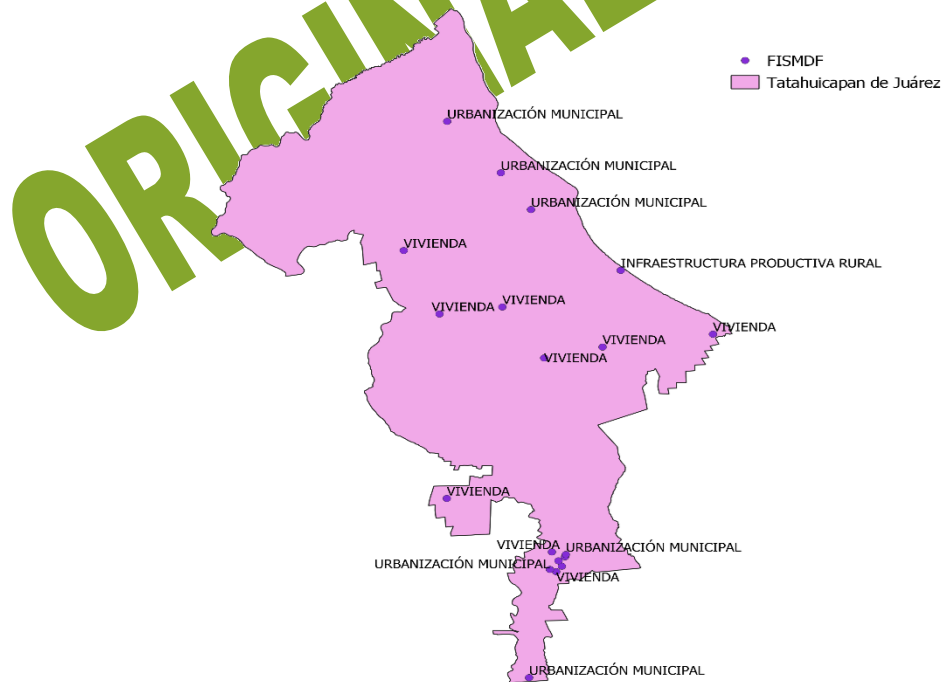 ORIGINAL
FISMDF
Tatahuicapan de Juárez
URBANIZACIÓN MUNICIPAL
URBANIZACIÓN MUNICIPAL
URBANIZACIÓN MUNICIPAL
VIVIENDA
INFRAESTRUCTURA PRODUCTIVA RURAL
VIVIENDA
VIVIENDA
VIVIENDA
VIVIENDA
VIVIENDA
VIVIENDA
VIVIENDA
URBANIZACIÓN MUNICIPAL
URBANIZACIÓN MUNICIPAL
VIVIENDA
URBANIZACIÓN MUNICIPAL